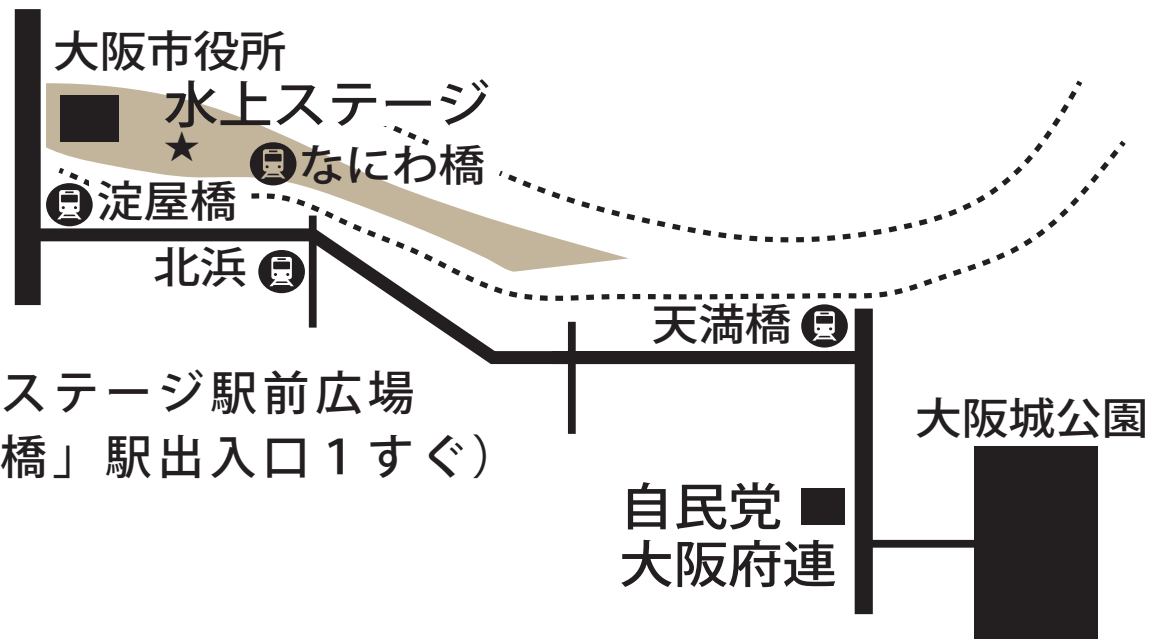 大阪市役所
水上ステージ
なにわ橋
淀屋橋
北浜
天満橋
ステージ駅前広場
橋」駅出入口1すぐ）
大阪城公園
自民党
大阪府連